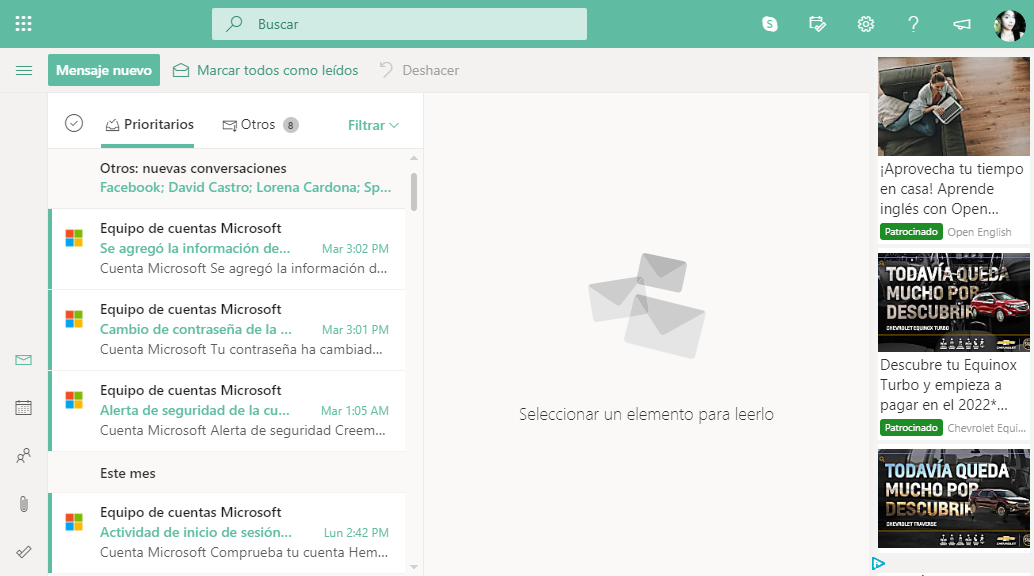 Buscar
Mensaje nuevo
Marcar todos como leídos
Deshacer
Prioritarios
Otros 8
Filtrar
Otros: nuevas conversaciones
Facebook; David Castro; Lorena Cardona; Sp...
Equipo de cuentas Microsoft
Se agregó la información de... Mar 3:02 PM
Cuenta Microsoft Se agregó la información d...
Equipo de cuentas Microsoft
Cambio de contraseña de la ... Mar 3:01 PM
Cuenta Microsoft Tu contraseña ha cambiad...
Equipo de cuentas Microsoft
Alerta de seguridad de la cu... Mar 1:05 AM
Cuenta Microsoft Alerta de seguridad Creem...
Este mes
Equipo de cuentas Microsoft
Actividad de inicio de sesión... Lun 2:42 PM
Cuenta Microsoft Comprueba tu cuenta Hem...
Seleccionar un elemento para leerlo
¡Aprovecha tu tiempo
en casa! Aprende
inglés con Open...
Patrocinado Open English
TODAVÍA QUEDA
MUCHO POR
DESCUBRIR
CHEVROLET EQUINOX TURBO
CHEVROLET
Descubre tu Equinox
Turbo y empieza a
pagar en el 2022*...
Patrocinado Chevrolet Equi...
TODAVÍA QUEDA
MUCHO POR
DESCUBRIR
CHEVROLET TRAVERSE
CHEVROLET